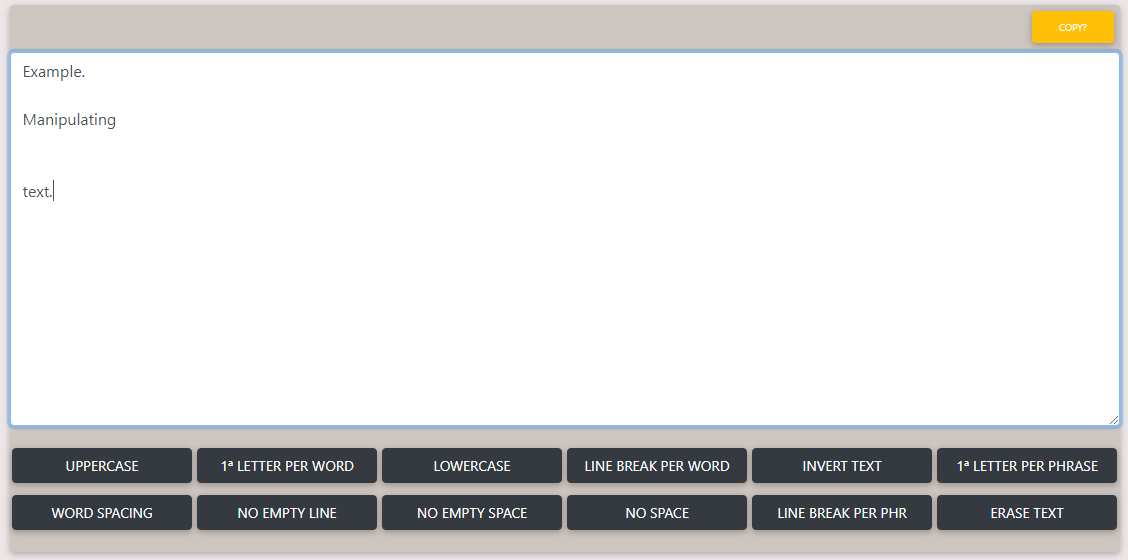 COPY?
Example.
Manipulating
text.
UPPERCASE
1ª LETTER PER WORD
LOWERCASE
LINE BREAK PER WORD
INVERT TEXT
1ª LETTER PER PHRASE
WORD SPACING
NO EMPTY LINE
NO EMPTY SPACE
NO SPACE
LINE BREAK PER PHR
ERASE TEXT